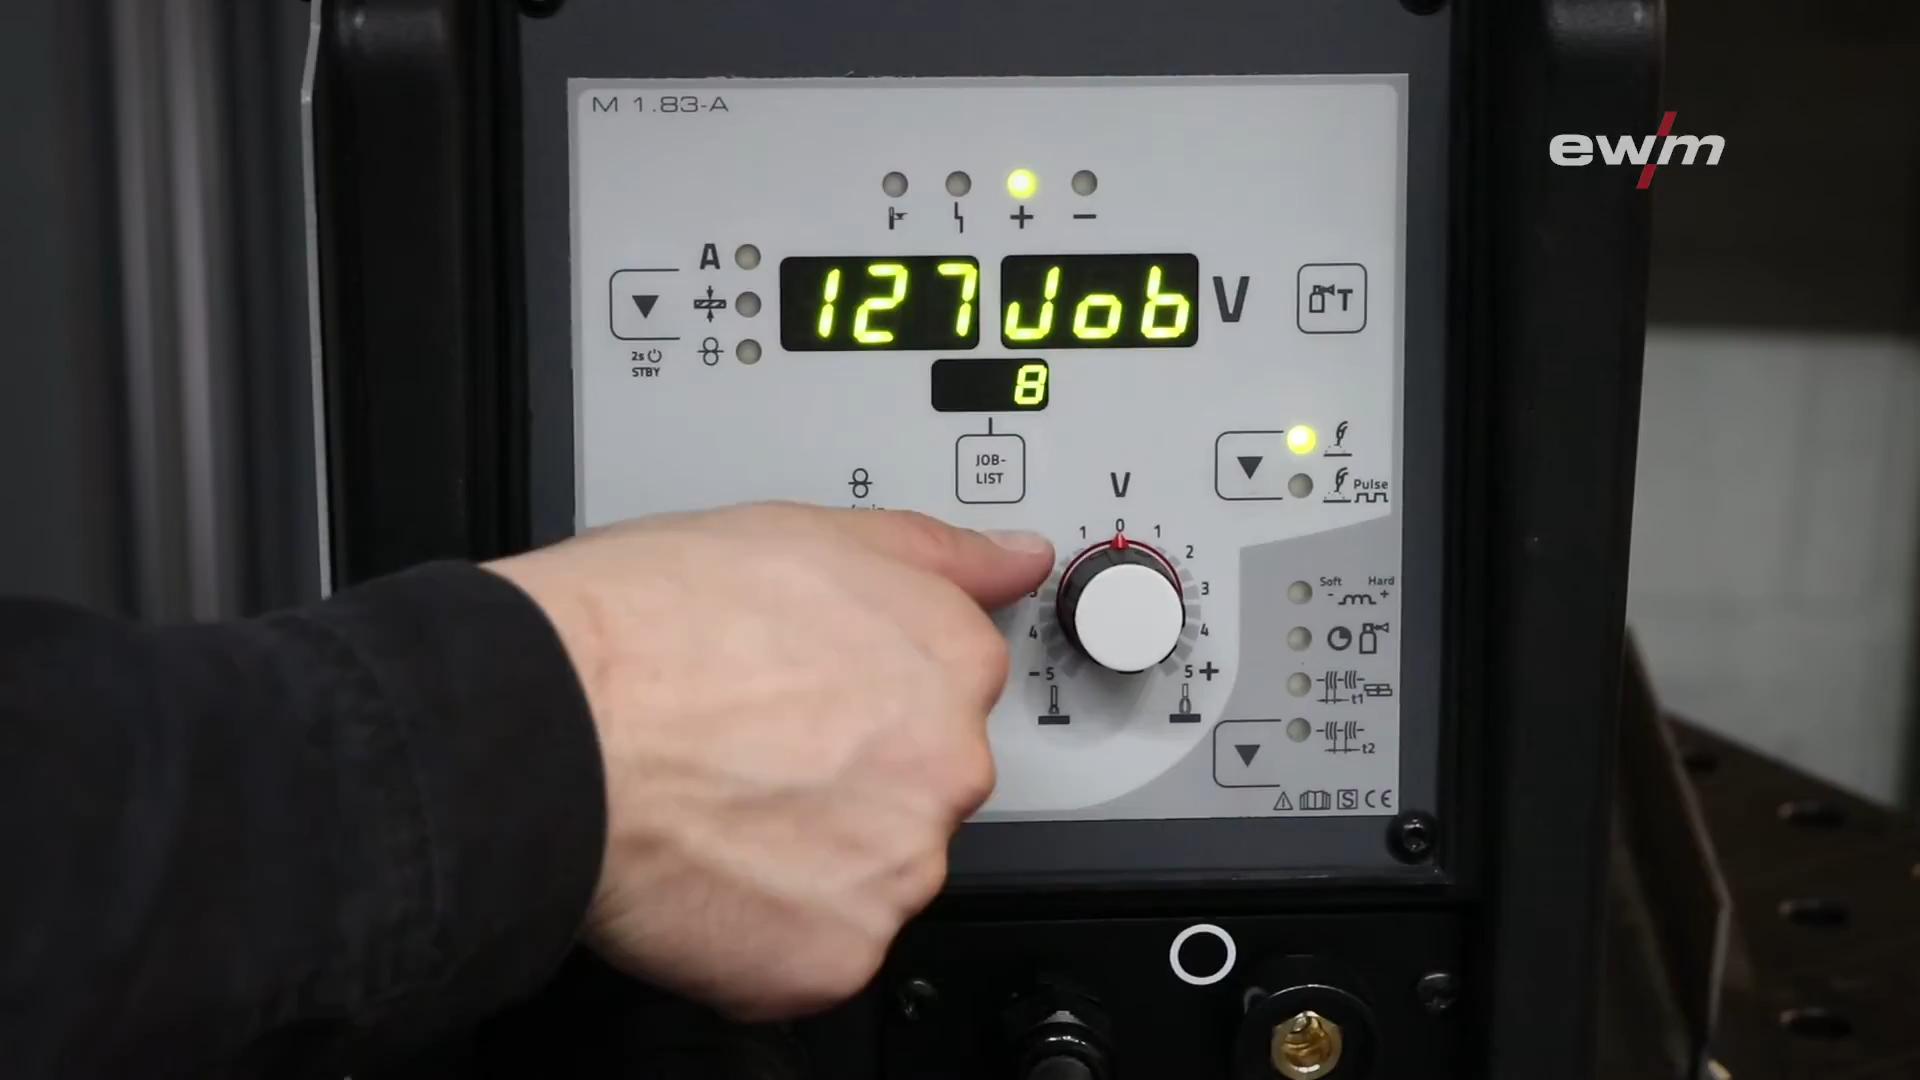 M 1.83-A
ewm
+ −
A
127 Job V
T
2s
STBY
8
JOB-
LIST
V
Pulse
1 0 1
2
3
4 4
- 5 5 +
Soft Hard
- +
t1
t2
S CE